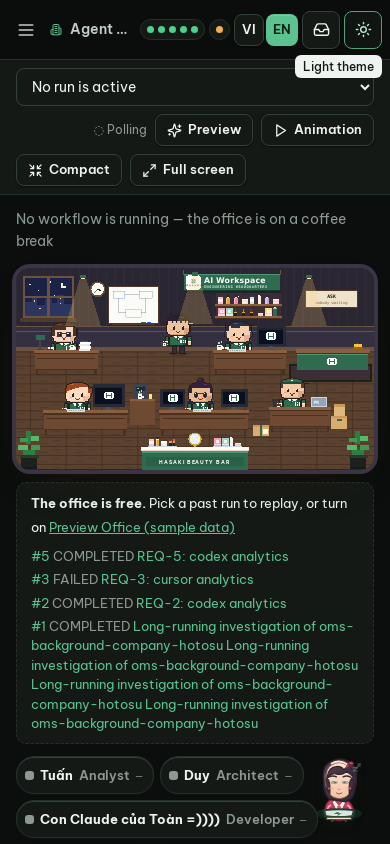 Agent ...
VI
EN
Light theme
No run is active
Polling
Preview
Animation
Compact
Full screen
No workflow is running — the office is on a coffee
break
AI Workspace
ENGINEERING HEADQUARTERS
ASK
nobody waiting
HASAKI BEAUTY BAR
The office is free. Pick a past run to replay, or turn
on Preview Office (sample data)
#5 COMPLETED REQ-5: codex analytics
#3 FAILED REQ-3: cursor analytics
#2 COMPLETED REQ-2: codex analytics
#1 COMPLETED Long-running investigation of oms-
background-company-hotosu Long-running
investigation of oms-background-company-hotosu
Long-running investigation of oms-background-
company-hotosu Long-running investigation of
oms-background-company-hotosu
Tuấn Analyst –
Duy Architect –
Con Claude của Toàn =)))) Developer –